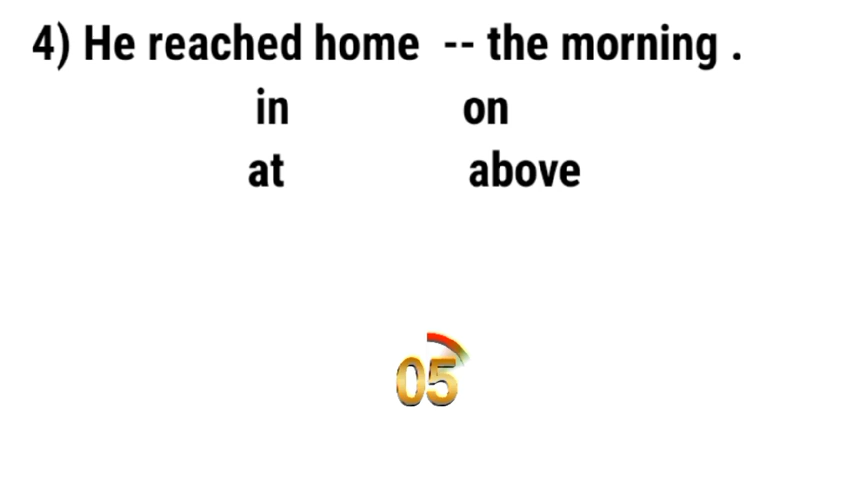 4) He reached home -- the morning .
in on
at above
05